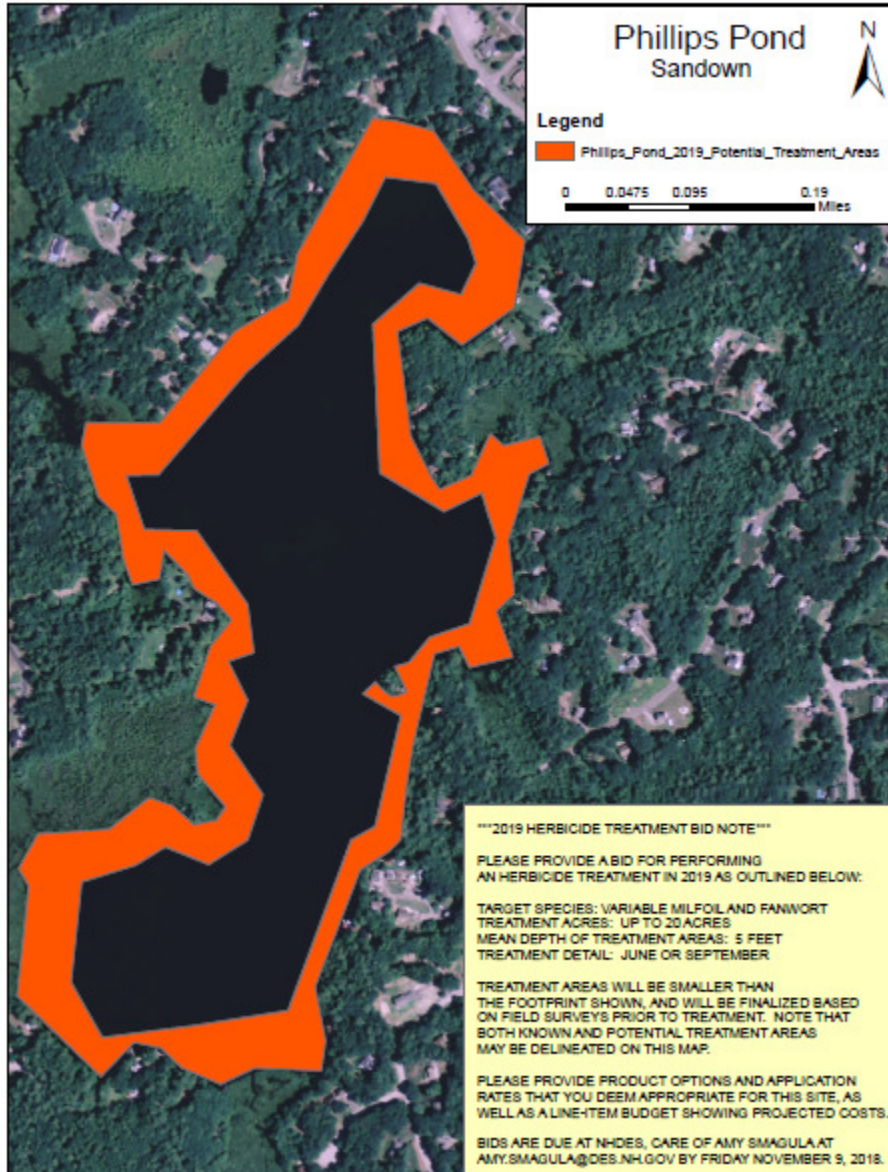 Phillips Pond
Sandown
N
Legend
Phillips_Pond_2019_Potential_Treatment_Areas
0 0.0475 0.095 0.19
Miles
***2019 HERBICIDE TREATMENT BID NOTE***
PLEASE PROVIDE A BID FOR PERFORMING
AN HERBICIDE TREATMENT IN 2019 AS OUTLINED BELOW:
TARGET SPECIES: VARIABLE MILFOIL AND FANWORT
TREATMENT ACRES: UP TO 20 ACRES
MEAN DEPTH OF TREATMENT AREAS: 5 FEET
TREATMENT DETAIL: JUNE OR SEPTEMBER
TREATMENT AREAS WILL BE SMALLER THAN
THE FOOTPRINT SHOWN, AND WILL BE FINALIZED BASED
ON FIELD SURVEYS PRIOR TO TREATMENT. NOTE THAT
BOTH KNOWN AND POTENTIAL TREATMENT AREAS
MAY BE DELINEATED ON THIS MAP.
PLEASE PROVIDE PRODUCT OPTIONS AND APPLICATION
RATES THAT YOU DEEM APPROPRIATE FOR THIS SITE, AS
WELL AS A LINE-ITEM BUDGET SHOWING PROJECTED COSTS.
BIDS ARE DUE AT NHDES, CARE OF AMY SMAGULA AT
AMY.SMAGULA@DES.NH.GOV BY FRIDAY NOVEMBER 9, 2018.